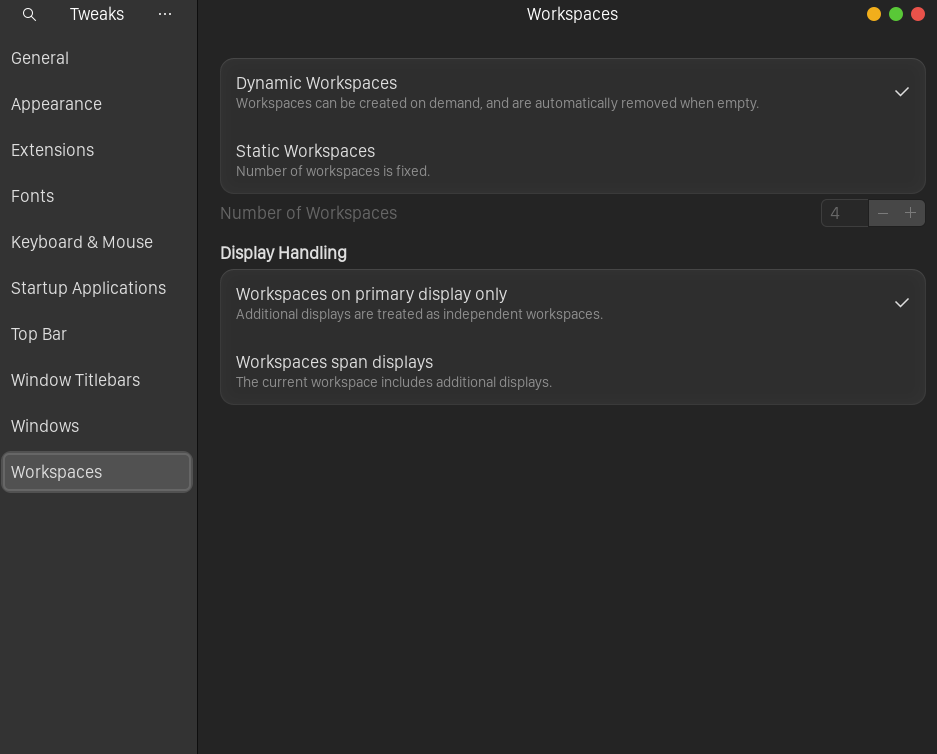 Tweaks
General
Appearance
Extensions
Fonts
Keyboard & Mouse
Startup Applications
Top Bar
Window Titlebars
Windows
Workspaces
Workspaces
Dynamic Workspaces
Workspaces can be created on demand, and are automatically removed when empty.
Static Workspaces
Number of workspaces is fixed.
Number of Workspaces 4
Display Handling
Workspaces on primary display only
Additional displays are treated as independent workspaces.
Workspaces span displays
The current workspace includes additional displays.